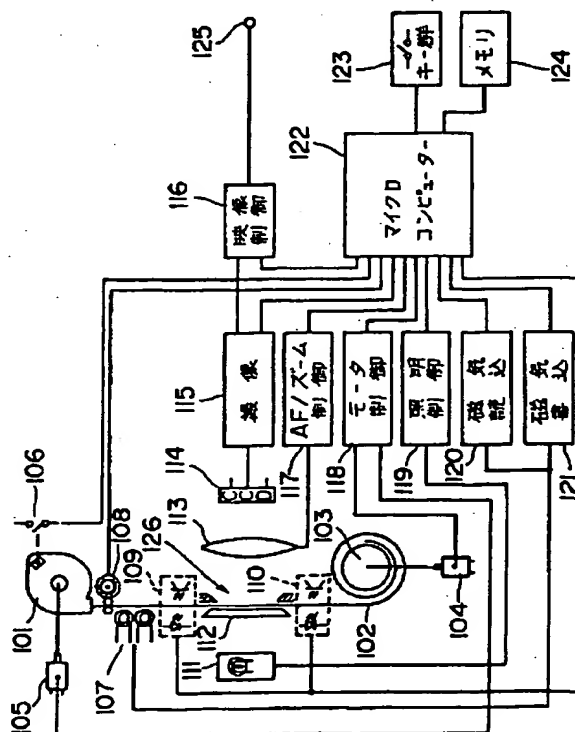 105
101
106
107
108
109
126
111
112
110
113
102
103
104
114
CCD
115
撮像
117
AF/ズーム
制御
118
モータ
制御
119
照明
制御
120
磁気
読込
121
磁気
書込
116
映像
制御
125
122
マイクロ
コンピューター
123
キー群
124
メモリ